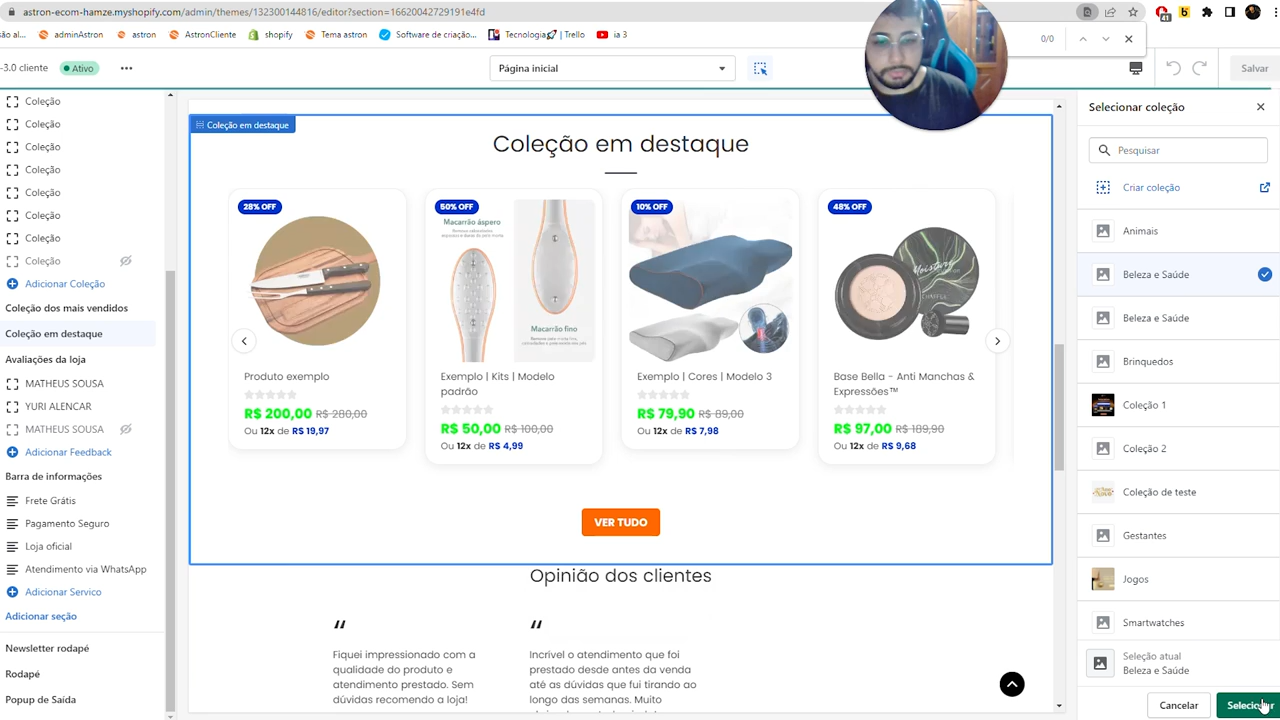 astron-ecom-hamze.myshopify.com/admin/themes/132300144816/editor?section=16620042729191e4fd
ão al...
adminAstron
astron
AstronCliente
shopify
Tema astron
Software de criação...
Tecnologia🚀 | Trello
ia 3
0/0
41
-3.0 cliente
Ativo
Página inicial
Salvar
Coleção
Coleção
Coleção
Coleção
Coleção
Coleção
Coleção
Coleção
Adicionar Coleção
Coleção dos mais vendidos
Coleção em destaque
Avaliações da loja
MATHEUS SOUSA
YURI ALENCAR
MATHEUS SOUSA
Adicionar Feedback
Barra de informações
Frete Grátis
Pagamento Seguro
Loja oficial
Atendimento via WhatsApp
Adicionar Servico
Adicionar seção
Newsletter rodapé
Rodapé
Popup de Saída
Coleção em destaque
Coleção em destaque
28% OFF
Produto exemplo
R$ 200,00 R$ 280,00
Ou 12x de R$ 19,97
50% OFF
Macarrão áspero
Macarrão fino
Exemplo | Kits | Modelo
padrão
R$ 50,00 R$ 100,00
Ou 12x de R$ 4,99
10% OFF
Exemplo | Cores | Modelo 3
R$ 79,90 R$ 89,00
Ou 12x de R$ 7,98
48% OFF
Base Bella - Anti Manchas &
Expressões™
R$ 97,00 R$ 189,90
Ou 12x de R$ 9,68
VER TUDO
Opinião dos clientes
Fiquei impressionado com a
qualidade do produto e
atendimento prestado. Sem
dúvidas recomendo a loja!
Incrível o atendimento que foi
prestado desde antes da venda
até as dúvidas que fui tirando ao
longo das semanas. Muito
Selecionar coleção
Pesquisar
Criar coleção
Animais
Beleza e Saúde
Beleza e Saúde
Brinquedos
Coleção 1
Coleção 2
Coleção de teste
Gestantes
Jogos
Smartwatches
Seleção atual
Beleza e Saúde
Cancelar